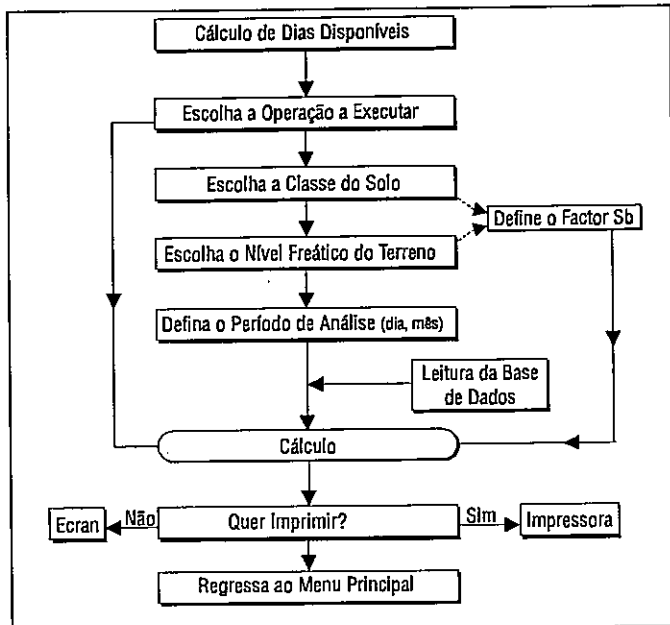 Cálculo de Dias Disponíveis
Escolha a Operação a Executar
Escolha a Classe do Solo
Define o Factor Sb
Escolha o Nível Freático do Terreno
Defina o Período de Análise (dia, mês)
Leitura da Base
de Dados
Cálculo
Ecran
Não
Quer Imprimir?
Sim
Impressora
Regressa ao Menu Principal